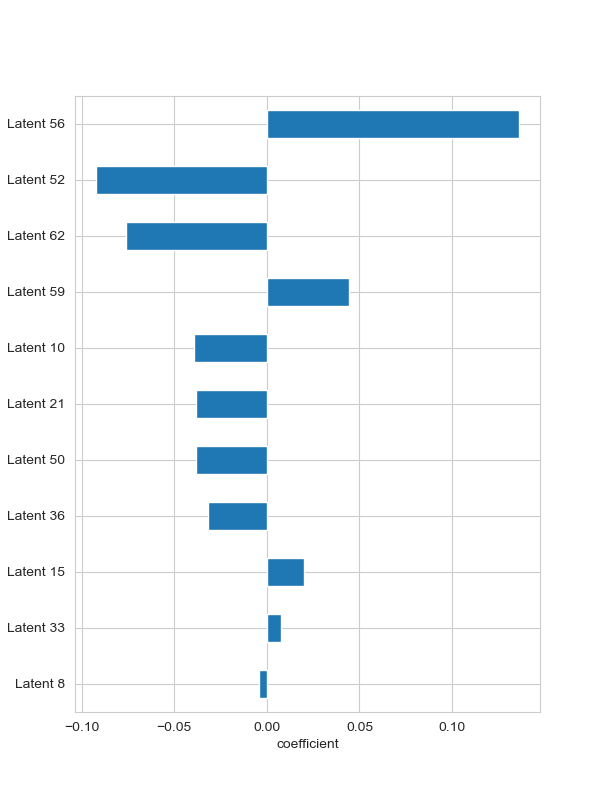 Latent 56
Latent 52
Latent 62
Latent 59
Latent 10
Latent 21
Latent 50
Latent 36
Latent 15
Latent 33
Latent 8
−0.10 −0.05 0.00 0.05 0.10
coefficient